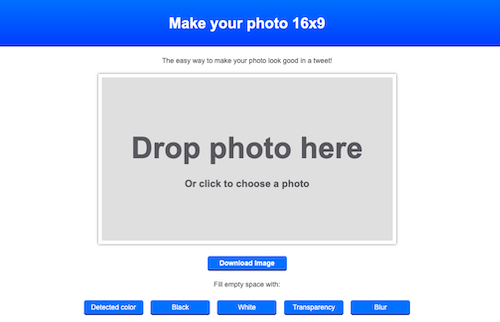 Make your photo 16x9
The easy way to make your photo look good in a tweet!
Drop photo here
Or click to choose a photo
Download Image
Fill empty space with:
Detected color Black White Transparency Blur